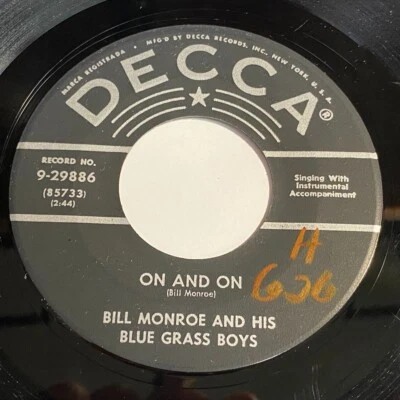 MARCA REGISTRADA • MF'G BY DECCA RECORDS, INC., NEW YORK, U.S.A.
DECCA®
RECORD NO.
9-29886
(85733)
(2:44)
Singing With
Instrumental
Accompaniment
ON AND ON
(Bill Monroe)
BILL MONROE AND HIS
BLUE GRASS BOYS
H
606